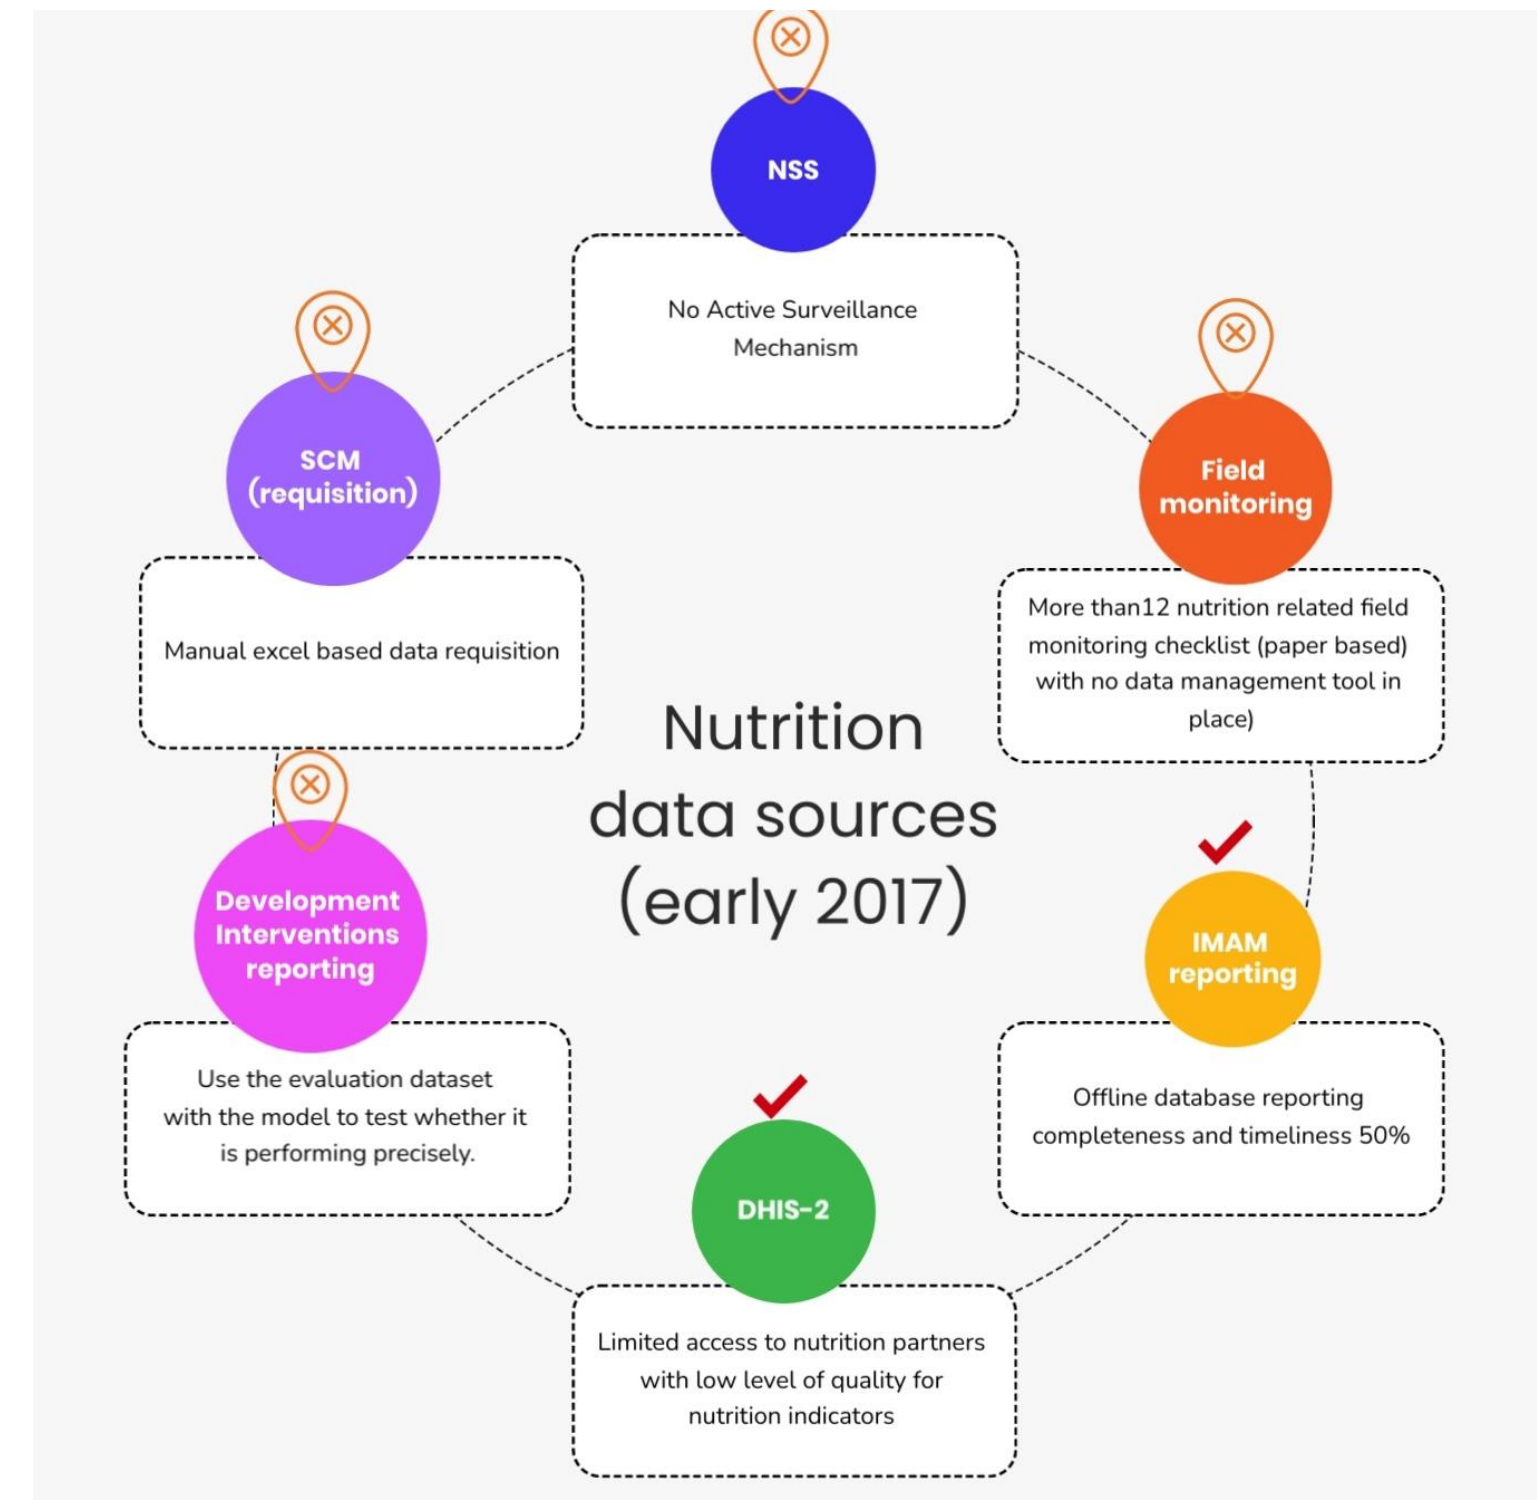 NSS
No Active Surveillance
Mechanism
SCM
(requisition)
Manual excel based data requisition
Field
monitoring
More than12 nutrition related field
monitoring checklist (paper based)
with no data management tool in
place)
Nutrition
data sources
(early 2017)
Development
Interventions
reporting
Use the evaluation dataset
with the model to test whether it
is performing precisely.
IMAM
reporting
Offline database reporting
completeness and timeliness 50%
DHIS-2
Limited access to nutrition partners
with low level of quality for
nutrition indicators